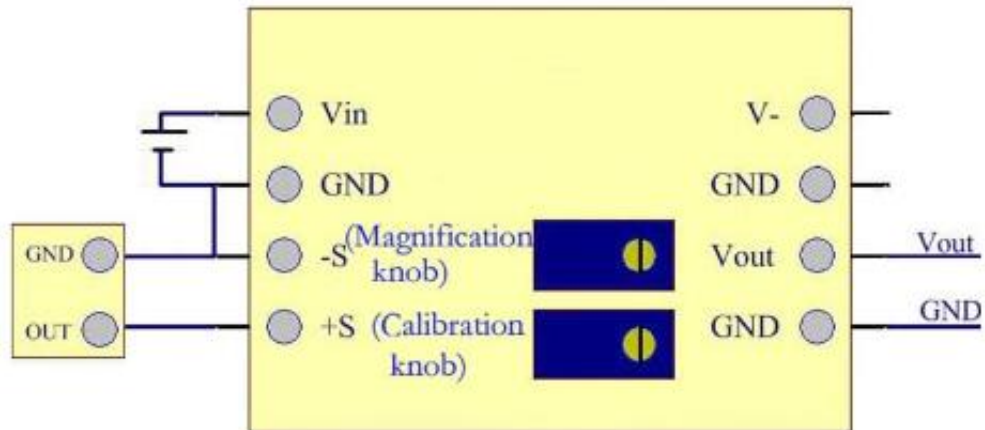 Vin
V-
GND
GND
GND
-S (Magnification
knob)
Vout
Vout
OUT
+S (Calibration
knob)
GND
GND